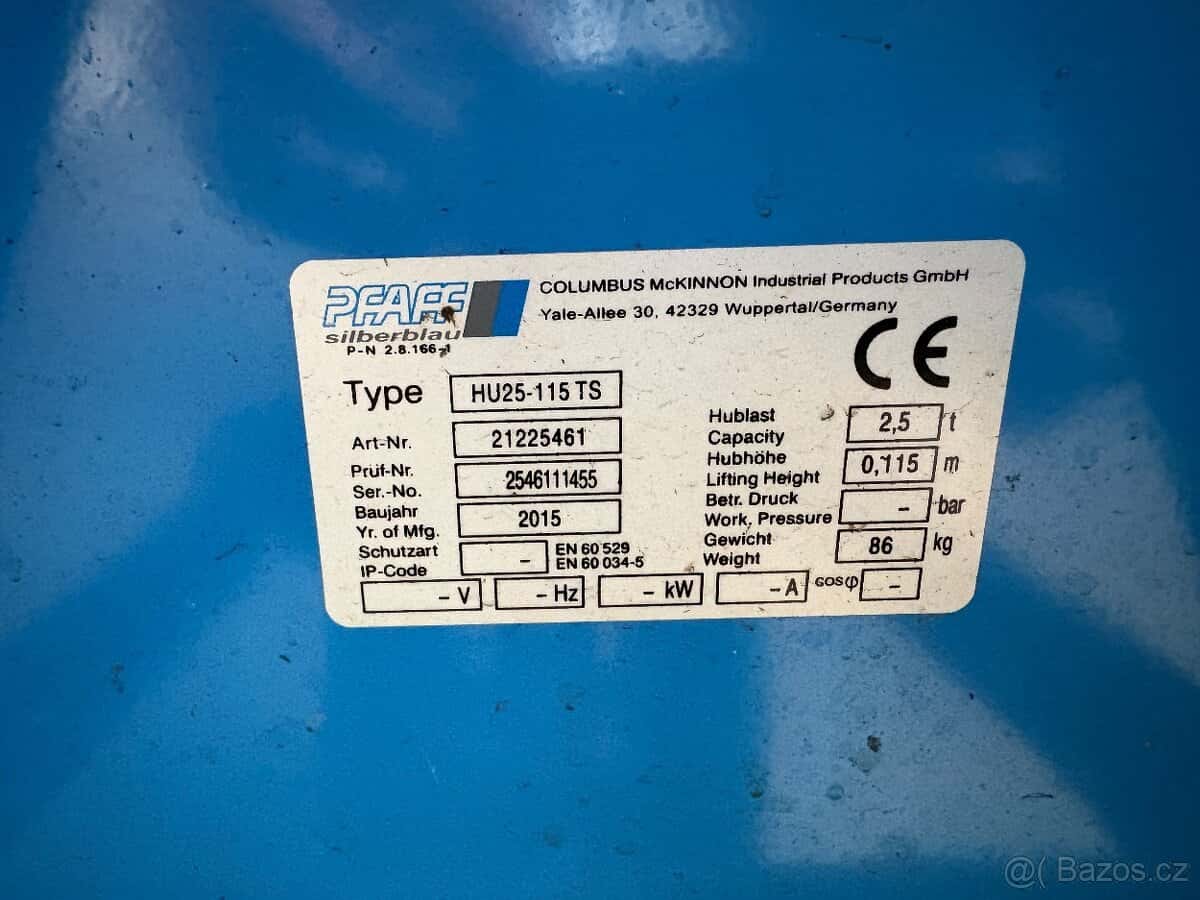 PFAFF
silberblau
P-N 2.8.166-1
COLUMBUS McKINNON Industrial Products GmbH
Yale-Allee 30, 42329 Wuppertal/Germany
CE
Type HU25-115 TS
Art-Nr. 21225461
Prüf-Nr.
Ser.-No. 2546111455
Baujahr
Yr. of Mfg. 2015
Schutzart
IP-Code - EN 60 529
EN 60 034-5
Hublast
Capacity 2,5 t
Hubhöhe
Lifting Height 0,115 m
Betr. Druck
Work. Pressure - bar
Gewicht
Weight 86 kg
- V - Hz - kW - A cosφ -
@( Bazos.cz